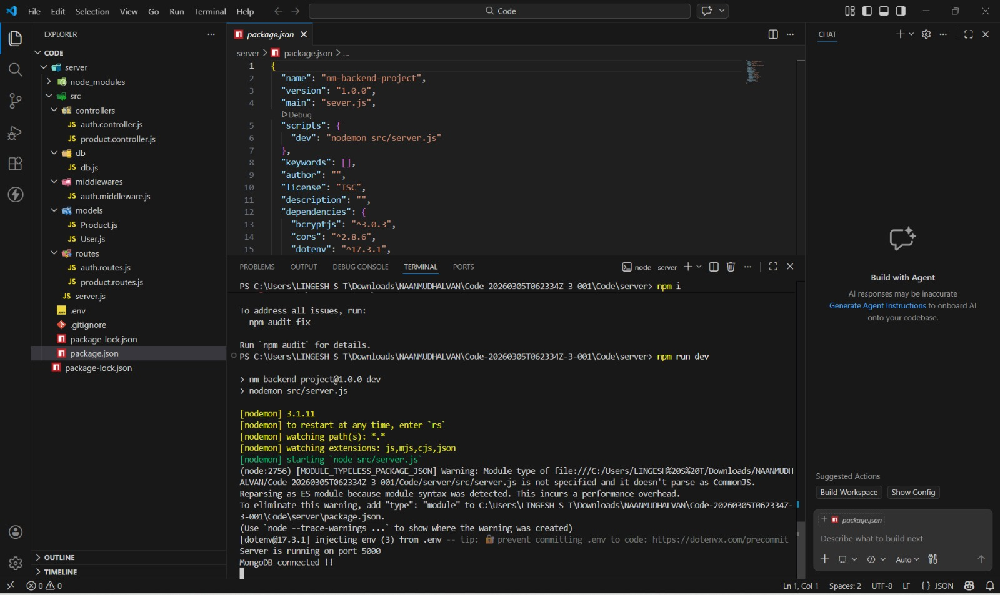 File Edit Selection View Go Run Terminal Help
Code
EXPLORER
CODE
server
node_modules
src
controllers
JS auth.controller.js
JS product.controller.js
db
JS db.js
middlewares
JS auth.middleware.js
models
JS Product.js
JS User.js
routes
JS auth.routes.js
JS product.routes.js
JS server.js
.env
.gitignore
package-lock.json
package.json
package-lock.json
OUTLINE
TIMELINE
package.json
server > package.json > ...
1 {
2 "name": "nm-backend-project",
3 "version": "1.0.0",
4 "main": "sever.js",
Debug
5 "scripts": {
6 "dev": "nodemon src/server.js"
7 },
8 "keywords": [],
9 "author": "",
10 "license": "ISC",
11 "description": "",
12 "dependencies": {
13 "bcryptjs": "^3.0.3",
14 "cors": "^2.8.6",
15 "dotenv": "^17.3.1",
PROBLEMS OUTPUT DEBUG CONSOLE TERMINAL PORTS
node - server
PS C:\Users\LINGESH S T\Downloads\NAANMUDHALVAN\Code-20260305T062334Z-3-001\Code\server> npm i
To address all issues, run:
npm audit fix
Run `npm audit` for details.
PS C:\Users\LINGESH S T\Downloads\NAANMUDHALVAN\Code-20260305T062334Z-3-001\Code\server> npm run dev
> nm-backend-project@1.0.0 dev
> nodemon src/server.js
[nodemon] 3.1.11
[nodemon] to restart at any time, enter `rs`
[nodemon] watching path(s): *.*
[nodemon] watching extensions: js,mjs,cjs,json
[nodemon] starting `node src/server.js`
(node:2756) [MODULE_TYPELESS_PACKAGE_JSON] Warning: Module type of file:///C:/Users/LINGESH%20S%20T/Downloads/NAANMUDH
ALVAN/Code-20260305T062334Z-3-001/Code/server/src/server.js is not specified and it doesn't parse as CommonJS.
Reparsing as ES module because module syntax was detected. This incurs a performance overhead.
To eliminate this warning, add "type": "module" to C:\Users\LINGESH S T\Downloads\NAANMUDHALVAN\Code-20260305T062334Z-
3-001\Code\server\package.json.
(Use `node --trace-warnings ...` to show where the warning was created)
[dotenv@17.3.1] injecting env (3) from .env -- tip: 🔐 prevent committing .env to code: https://dotenvx.com/precommit
Server is running on port 5000
MongoDB connected !!
CHAT
Build with Agent
AI responses may be inaccurate
Generate Agent Instructions to onboard AI
onto your codebase.
Suggested Actions
Build Workspace Show Config
package.json
Describe what to build next
Auto
0 0
Ln 1, Col 1 Spaces: 2 UTF-8 LF {} JSON